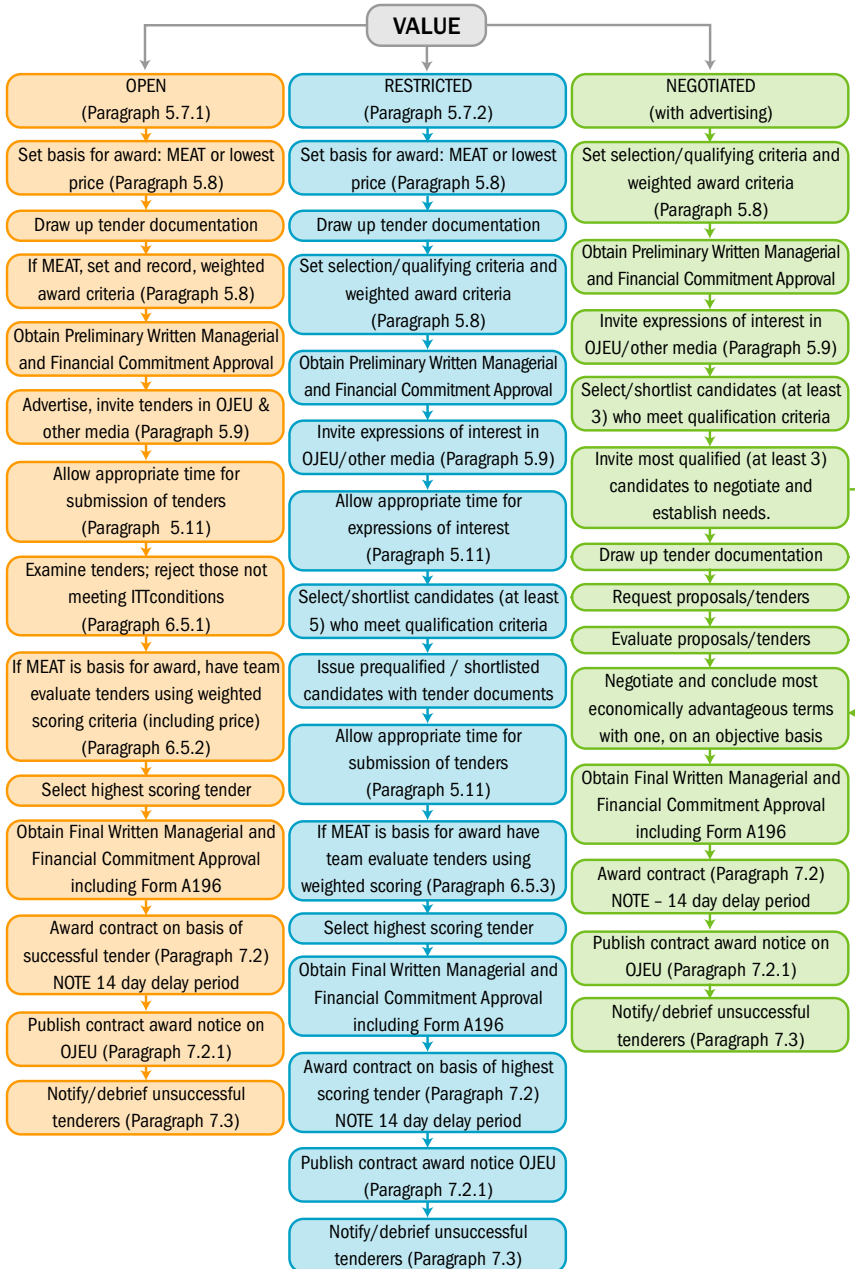 VALUE
OPEN
(Paragraph 5.7.1)
Set basis for award: MEAT or lowest
price (Paragraph 5.8)
Draw up tender documentation
If MEAT, set and record, weighted
award criteria (Paragraph 5.8)
Obtain Preliminary Written Managerial
and Financial Commitment Approval
Advertise, invite tenders in OJEU &
other media (Paragraph 5.9)
Allow appropriate time for
submission of tenders
(Paragraph 5.11)
Examine tenders; reject those not
meeting ITTconditions
(Paragraph 6.5.1)
If MEAT is basis for award, have team
evaluate tenders using weighted
scoring criteria (including price)
(Paragraph 6.5.2)
Select highest scoring tender
Obtain Final Written Managerial and
Financial Commitment Approval
including Form A196
Award contract on basis of
successful tender (Paragraph 7.2)
NOTE 14 day delay period
Publish contract award notice on
OJEU (Paragraph 7.2.1)
Notify/debrief unsuccessful
tenderers (Paragraph 7.3)
RESTRICTED
(Paragraph 5.7.2)
Set basis for award: MEAT or lowest
price (Paragraph 5.8)
Draw up tender documentation
Set selection/qualifying criteria and
weighted award criteria
(Paragraph 5.8)
Obtain Preliminary Written Managerial
and Financial Commitment Approval
Invite expressions of interest in
OJEU/other media (Paragraph 5.9)
Allow appropriate time for
expressions of interest
(Paragraph 5.11)
Select/shortlist candidates (at least
5) who meet qualification criteria
Issue prequalified / shortlisted
candidates with tender documents
Allow appropriate time for
submission of tenders
(Paragraph 5.11)
If MEAT is basis for award have
team evaluate tenders using
weighted scoring (Paragraph 6.5.3)
Select highest scoring tender
Obtain Final Written Managerial and
Financial Commitment Approval
including Form A196
Award contract on basis of highest
scoring tender (Paragraph 7.2)
NOTE 14 day delay period
Publish contract award notice OJEU
(Paragraph 7.2.1)
Notify/debrief unsuccessful
tenderers (Paragraph 7.3)
NEGOTIATED
(with advertising)
Set selection/qualifying criteria and
weighted award criteria
(Paragraph 5.8)
Obtain Preliminary Written Managerial
and Financial Commitment Approval
Invite expressions of interest in
OJEU/other media (Paragraph 5.9)
Select/shortlist candidates (at least
3) who meet qualification criteria
Invite most qualified (at least 3)
candidates to negotiate and
establish needs.
Draw up tender documentation
Request proposals/tenders
Evaluate proposals/tenders
Negotiate and conclude most
economically advantageous terms
with one, on an objective basis
Obtain Final Written Managerial and
Financial Commitment Approval
including Form A196
Award contract (Paragraph 7.2)
NOTE – 14 day delay period
Publish contract award notice on
OJEU (Paragraph 7.2.1)
Notify/debrief unsuccessful
tenderers (Paragraph 7.3)